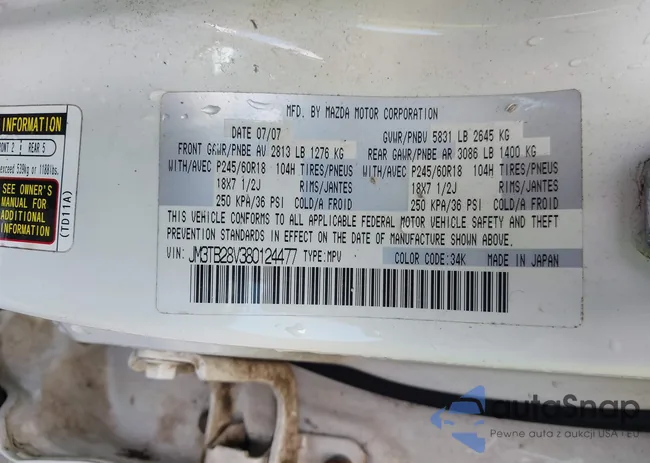 INFORMATION
ONT 2 REAR 5
exceed 539kg or 1188lbs.
SEE OWNER'S
MANUAL FOR
ADDITIONAL
INFORMATION
(TD11A)
MFD. BY MAZDA MOTOR CORPORATION
DATE 07/07 GVWR/PNBV 5831 LB 2645 KG
FRONT GAWR/PNBE AV 2813 LB 1276 KG REAR GAWR/PNBE AR 3086 LB 1400 KG
WITH/AVEC P245/60R18 104H TIRES/PNEUS WITH/AVEC P245/60R18 104H TIRES/PNEUS
18X7 1/2J RIMS/JANTES 18X7 1/2J RIMS/JANTES
250 KPA/36 PSI COLD/A FROID 250 KPA/36 PSI COLD/A FROID
THIS VEHICLE CONFORMS TO ALL APPLICABLE FEDERAL MOTOR VEHICLE SAFETY AND THEFT
PREVENTION STANDARDS IN EFFECT ON THE DATE OF MANUFACTURE SHOWN ABOVE.
VIN: JM3TB28V380124477 TYPE:MPV COLOR CODE:34K MADE IN JAPAN
autoSnap
Pewne auta z aukcji USA i EU